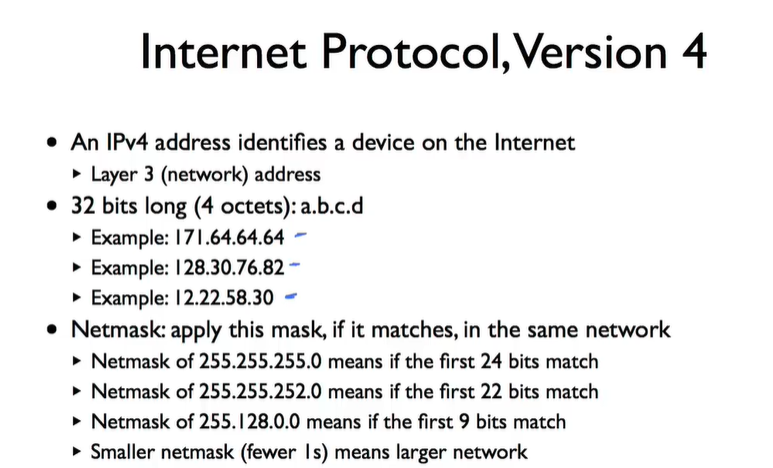 Internet Protocol, Version 4
• An IPv4 address identifies a device on the Internet
‣ Layer 3 (network) address
• 32 bits long (4 octets): a.b.c.d
‣ Example: 171.64.64.64
‣ Example: 128.30.76.82
‣ Example: 12.22.58.30
• Netmask: apply this mask, if it matches, in the same network
‣ Netmask of 255.255.255.0 means if the first 24 bits match
‣ Netmask of 255.255.252.0 means if the first 22 bits match
‣ Netmask of 255.128.0.0 means if the first 9 bits match
‣ Smaller netmask (fewer 1s) means larger network